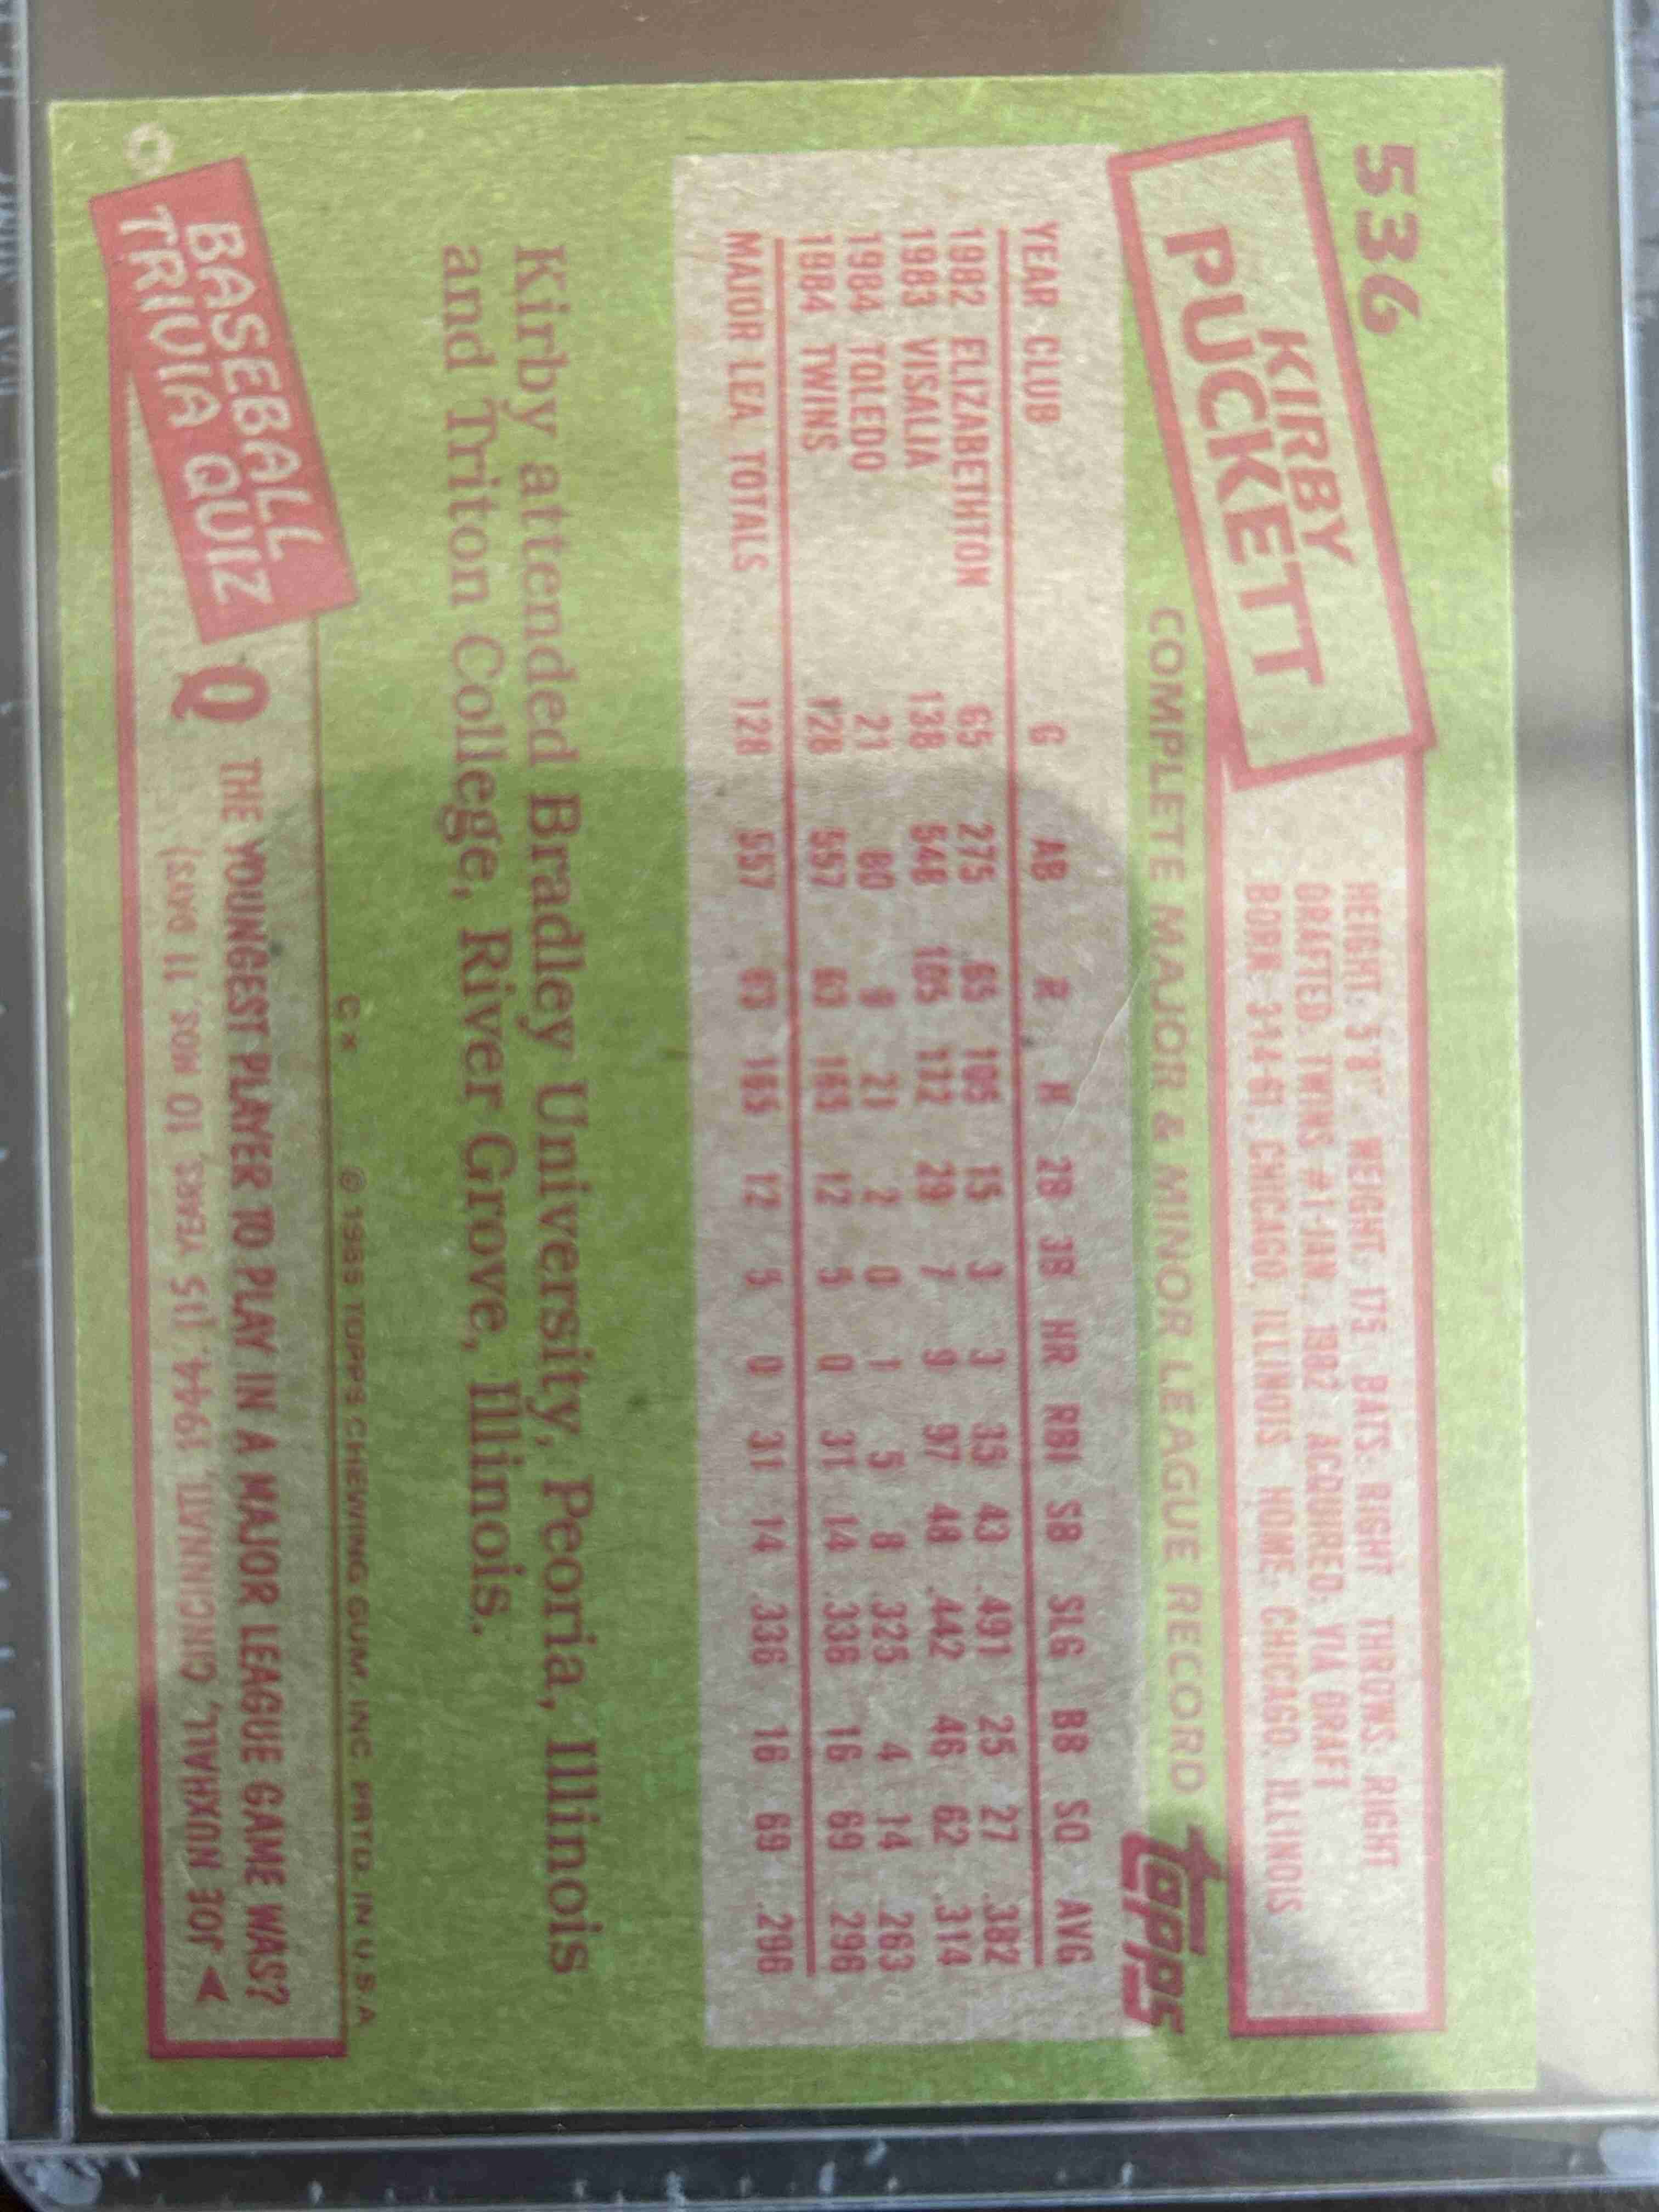 536
KIRBY
PUCKETT
HEIGHT: 5'8" WEIGHT: 175 BATS: RIGHT THROWS: RIGHT
DRAFTED: TWINS #1-JAN., 1982 ACQUIRED: VIA DRAFT
BORN 3-14-61, CHICAGO, ILLINOIS HOME: CHICAGO, ILLINOIS
COMPLETE MAJOR & MINOR LEAGUE RECORD topps
YEAR CLUB G AB R H 2B 3B HR RBI SB SLG BB SO AVG
1982 ELIZABETHTON 65 275 65 105 15 3 3 35 43 .491 25 27 .382
1983 VISALIA 138 548 105 172 29 7 9 97 48 .442 46 62 .314
1984 TOLEDO 21 80 9 21 2 0 1 5 8 .325 4 14 .263
1984 TWINS 128 557 63 165 12 5 0 31 14 .336 16 69 .296
MAJOR LEA. TOTALS 128 557 63 165 12 5 0 31 14 .336 16 69 .296
Kirby attended Bradley University, Peoria, Illinois
and Triton College, River Grove, Illinois.
C* © 1985 TOPPS CHEWING GUM, INC. PRTD. IN U.S.A.
BASEBALL
TRIVIA QUIZ
Q THE YOUNGEST PLAYER TO PLAY IN A MAJOR LEAGUE GAME WAS?
JOE NUXHALL, CINCINNATI, 1944. (15 YEARS, 10 MOS. 11 DAYS)